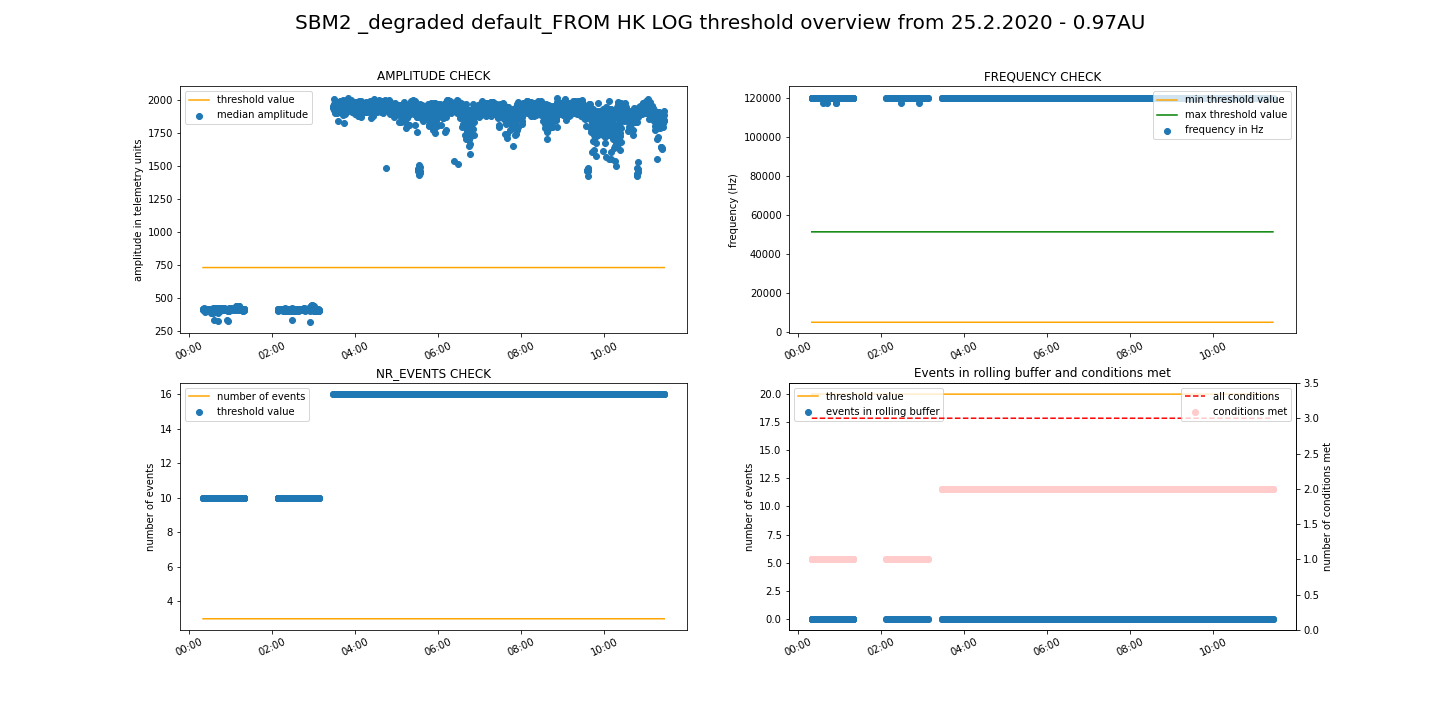 SBM2 _degraded default_FROM HK LOG threshold overview from 25.2.2020 - 0.97AU
AMPLITUDE CHECK
threshold value
median amplitude
amplitude in telemetry units
2000
1750
1500
1250
1000
750
500
250
00:00 02:00 04:00 06:00 08:00 10:00
FREQUENCY CHECK
min threshold value
max threshold value
frequency in Hz
frequency (Hz)
120000
100000
80000
60000
40000
20000
0
00:00 02:00 04:00 06:00 08:00 10:00
NR_EVENTS CHECK
number of events
threshold value
number of events
16
14
12
10
8
6
4
00:00 02:00 04:00 06:00 08:00 10:00
Events in rolling buffer and conditions met
threshold value
events in rolling buffer
all conditions
conditions met
number of events
20.0
17.5
15.0
12.5
10.0
7.5
5.0
2.5
0.0
3.5
3.0
2.5
2.0
1.5
1.0
0.5
0.0
number of conditions met
00:00 02:00 04:00 06:00 08:00 10:00